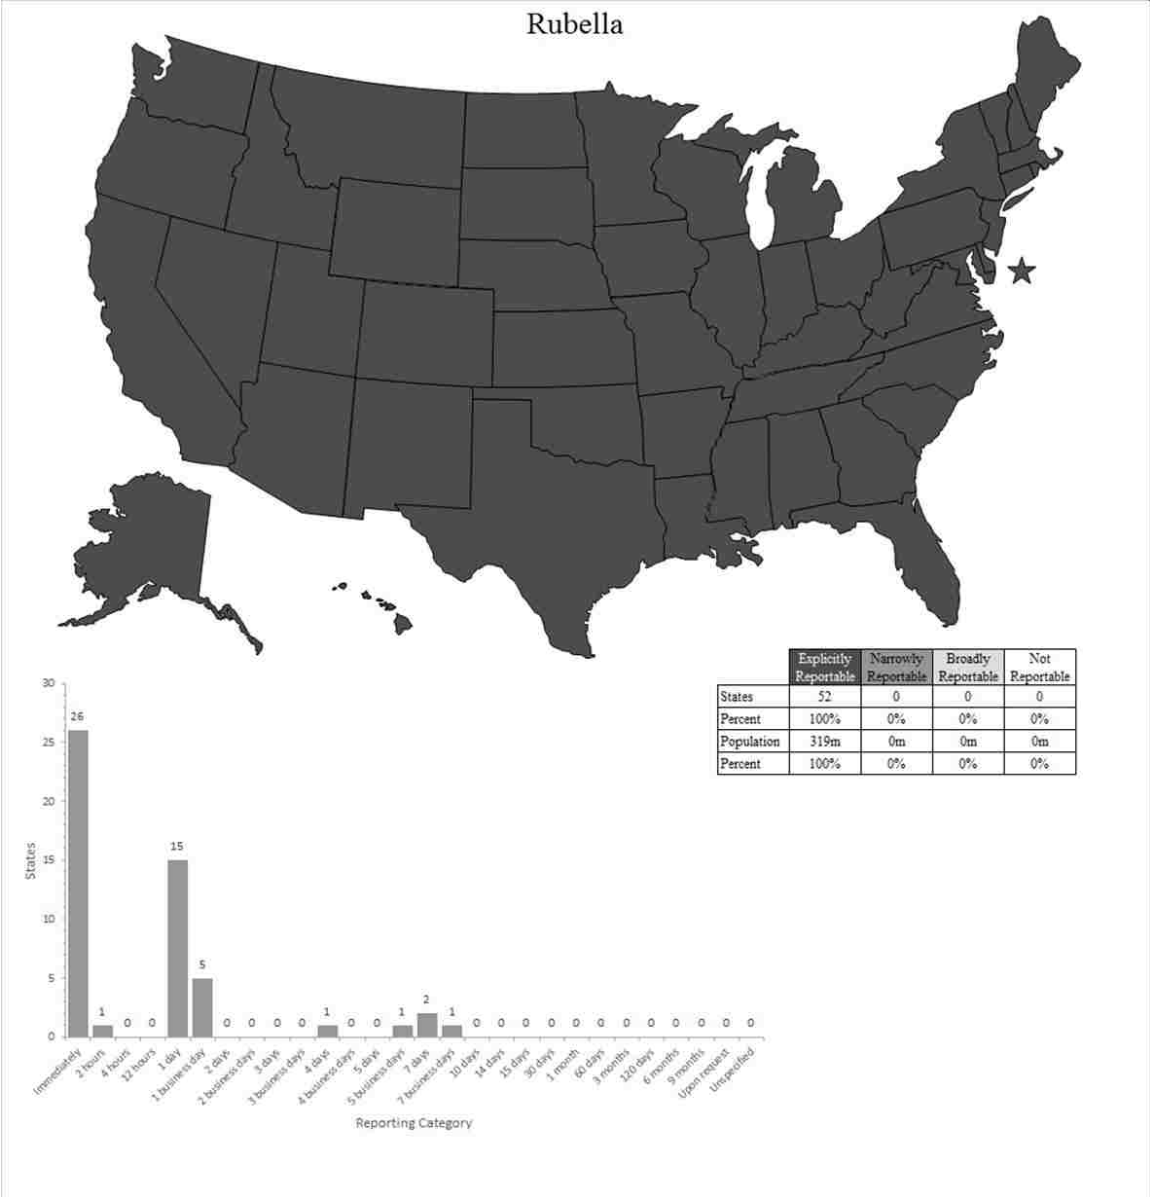 Rubella
Explicitly Reportable Narrowly Reportable Broadly Reportable Not Reportable
States 52 0 0 0
Percent 100% 0% 0% 0%
Population 319m 0m 0m 0m
Percent 100% 0% 0% 0%
30
25
20
15
10
5
0
States
26 1 0 0 15 5 0 0 0 0 1 0 0 1 2 1 0 0 0 0 0 0 0 0 0 0 0 0
Immediately
2 hours
4 hours
12 hours
1 day
1 business day
2 days
2 business days
3 days
3 business days
4 days
4 business days
5 days
5 business days
7 days
7 business days
10 days
14 days
15 days
30 days
1 month
60 days
3 months
120 days
6 months
9 months
Upon request
Unspecified
Reporting Category